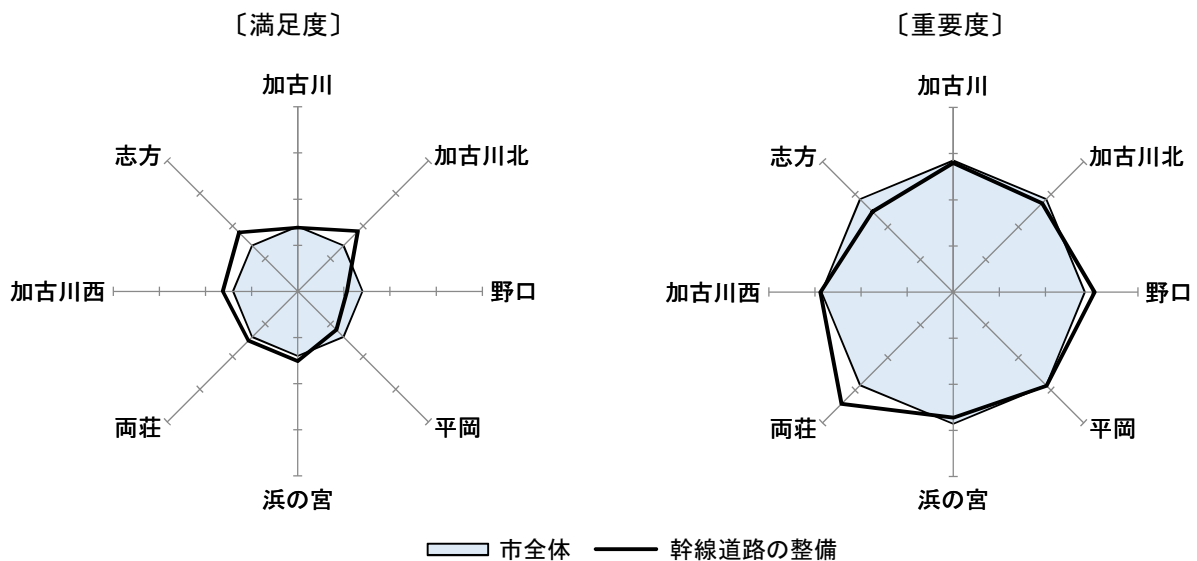 〔満足度〕
加古川
加古川北
野口
平岡
浜の宮
両荘
加古川西
志方
〔重要度〕
加古川
加古川北
野口
平岡
浜の宮
両荘
加古川西
志方
市全体
幹線道路の整備